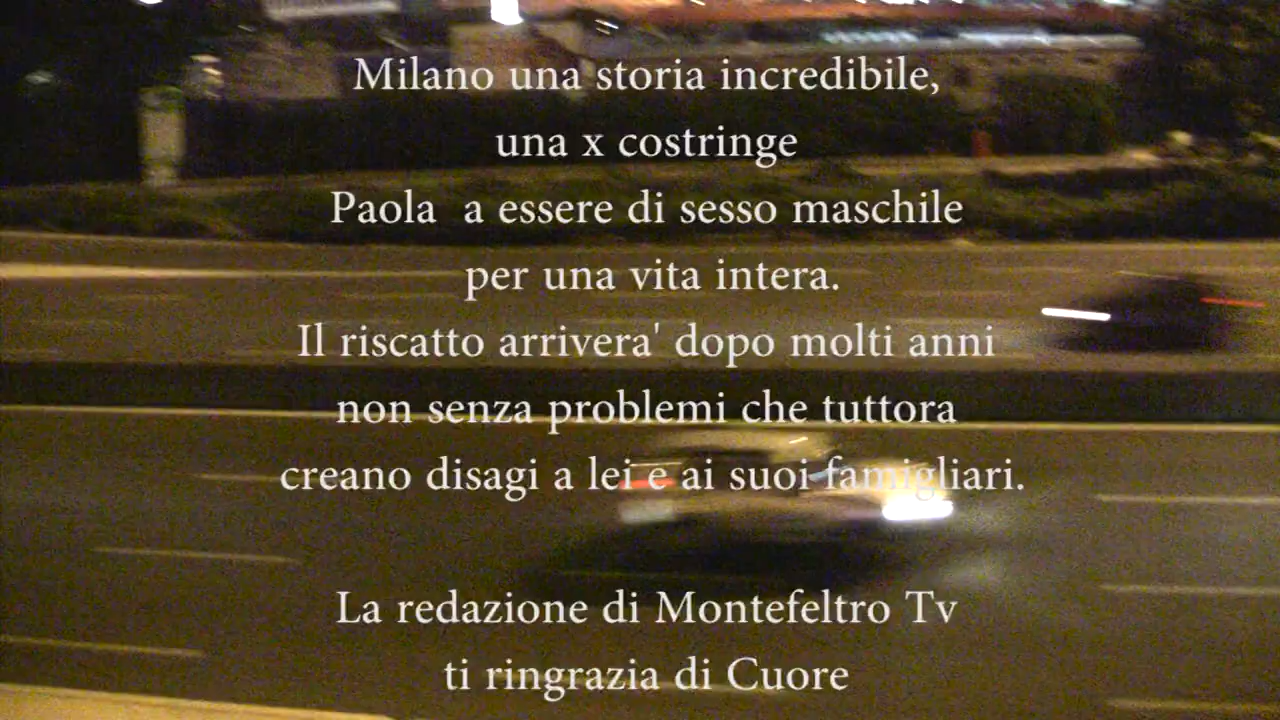 Milano una storia incredibile,
una x costringe
Paola a essere di sesso maschile
per una vita intera.
Il riscatto arrivera' dopo molti anni
non senza problemi che tuttora
creano disagi a lei e ai suoi famigliari.
La redazione di Montefeltro Tv
ti ringrazia di Cuore